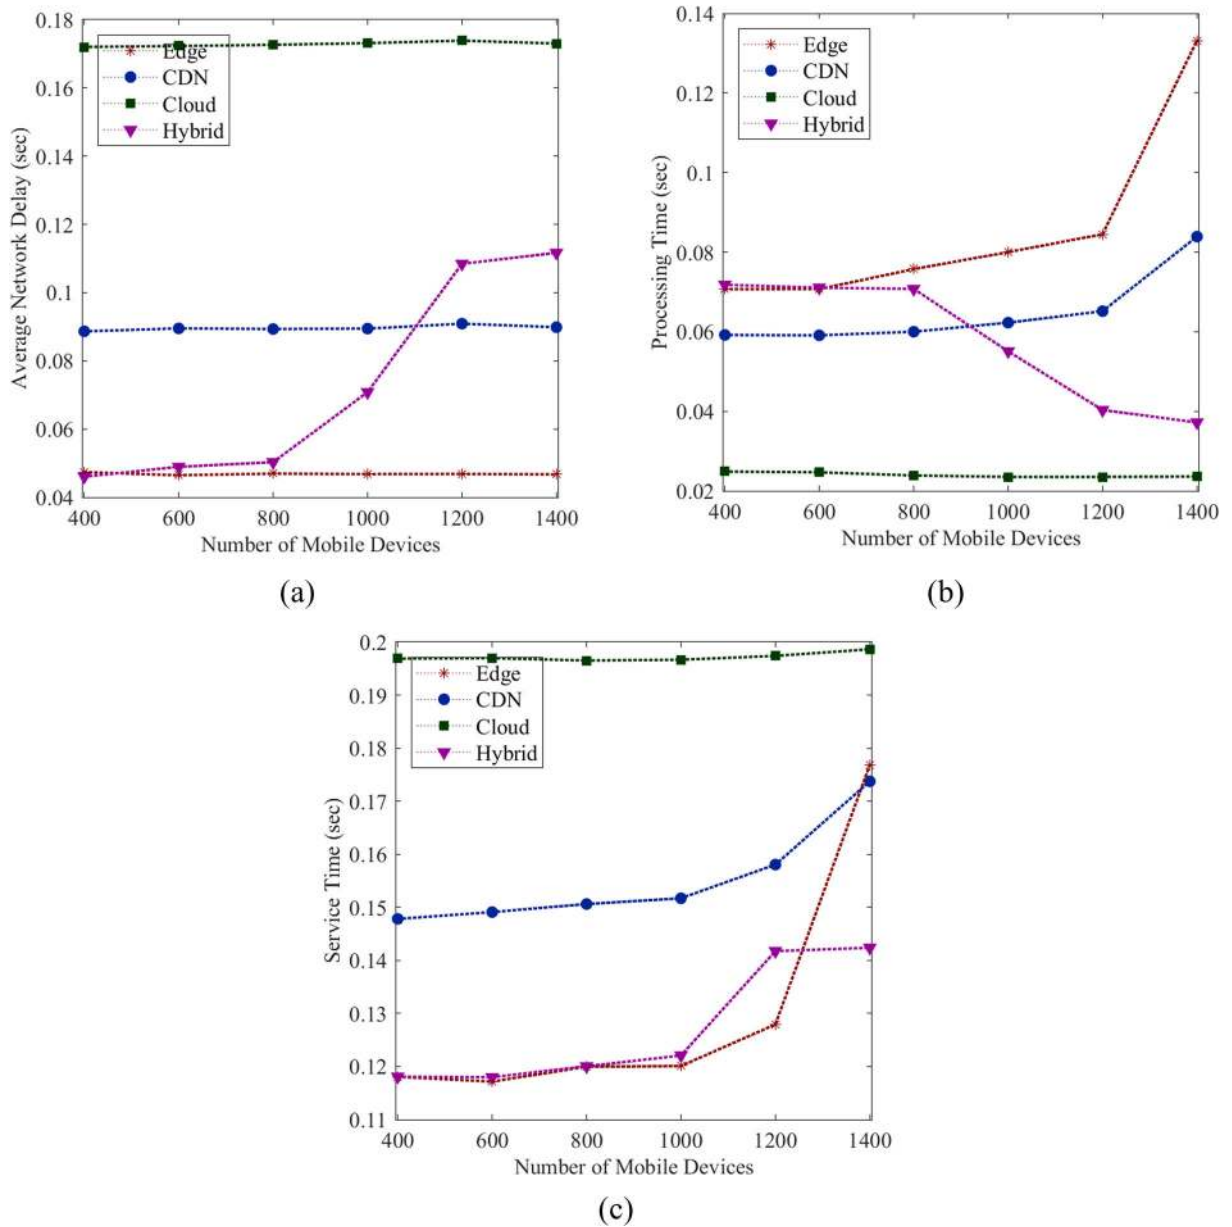 0.18
0.16
0.14
0.12
0.1
0.08
0.06
0.04
Average Network Delay (sec)
Edge
CDN
Cloud
Hybrid
400 600 800 1000 1200 1400
Number of Mobile Devices
(a)
0.14
0.12
0.1
0.08
0.06
0.04
0.02
Processing Time (sec)
Edge
CDN
Cloud
Hybrid
400 600 800 1000 1200 1400
Number of Mobile Devices
(b)
0.2
0.19
0.18
0.17
0.16
0.15
0.14
0.13
0.12
0.11
Service Time (sec)
Edge
CDN
Cloud
Hybrid
400 600 800 1000 1200 1400
Number of Mobile Devices
(c)